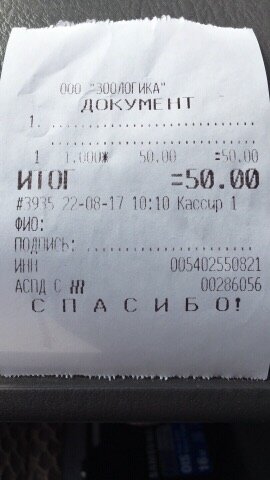 ООО "ЗООЛОГИКА"
ДОКУМЕНТ
1. ....................
1 1.000* 50.00 =50.00
ИТОГ =50.00
#3935 22-08-17 10:10 Кассир 1
ФИО:
ПОДПИСЬ: ....................
ИНН 005402550821
АСПД С 00286056
СПАСИБО!